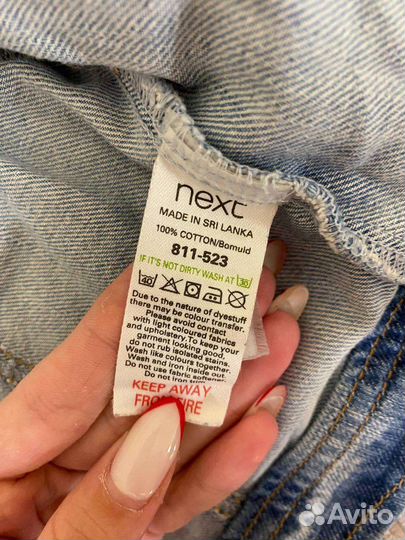 next
MADE IN SRI LANKA
100% COTTON/Bomuld
811-523
IF IT'S NOT DIRTY WASH AT 30
40
Due to the nature of dyestuff
there may be colour transfer.
Please avoid contact
with light coloured fabrics
and upholstery. To keep your
garment looking good,
do not rub isolated stains.
Wash like colours together.
Wash and iron inside out.
Do not use fabric softener.
Do not iron trim
KEEP AWAY
FROM FIRE
Avito